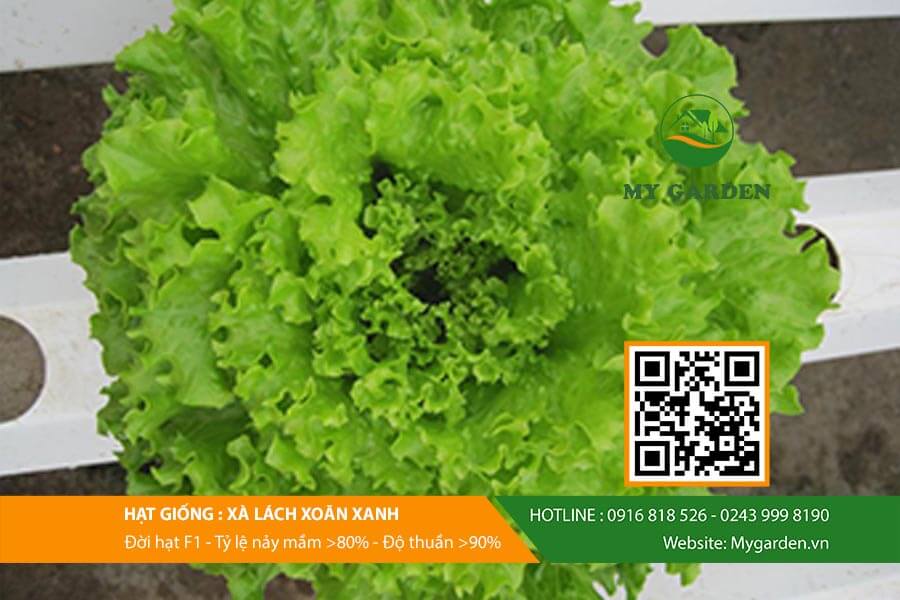 MY GARDEN
HẠT GIỐNG : XÀ LÁCH XOĂN XANH
Đời hạt F1 - Tỷ lệ nảy mầm >80% - Độ thuần >90%
HOTLINE : 0916 818 526 - 0243 999 8190
Website: Mygarden.vn